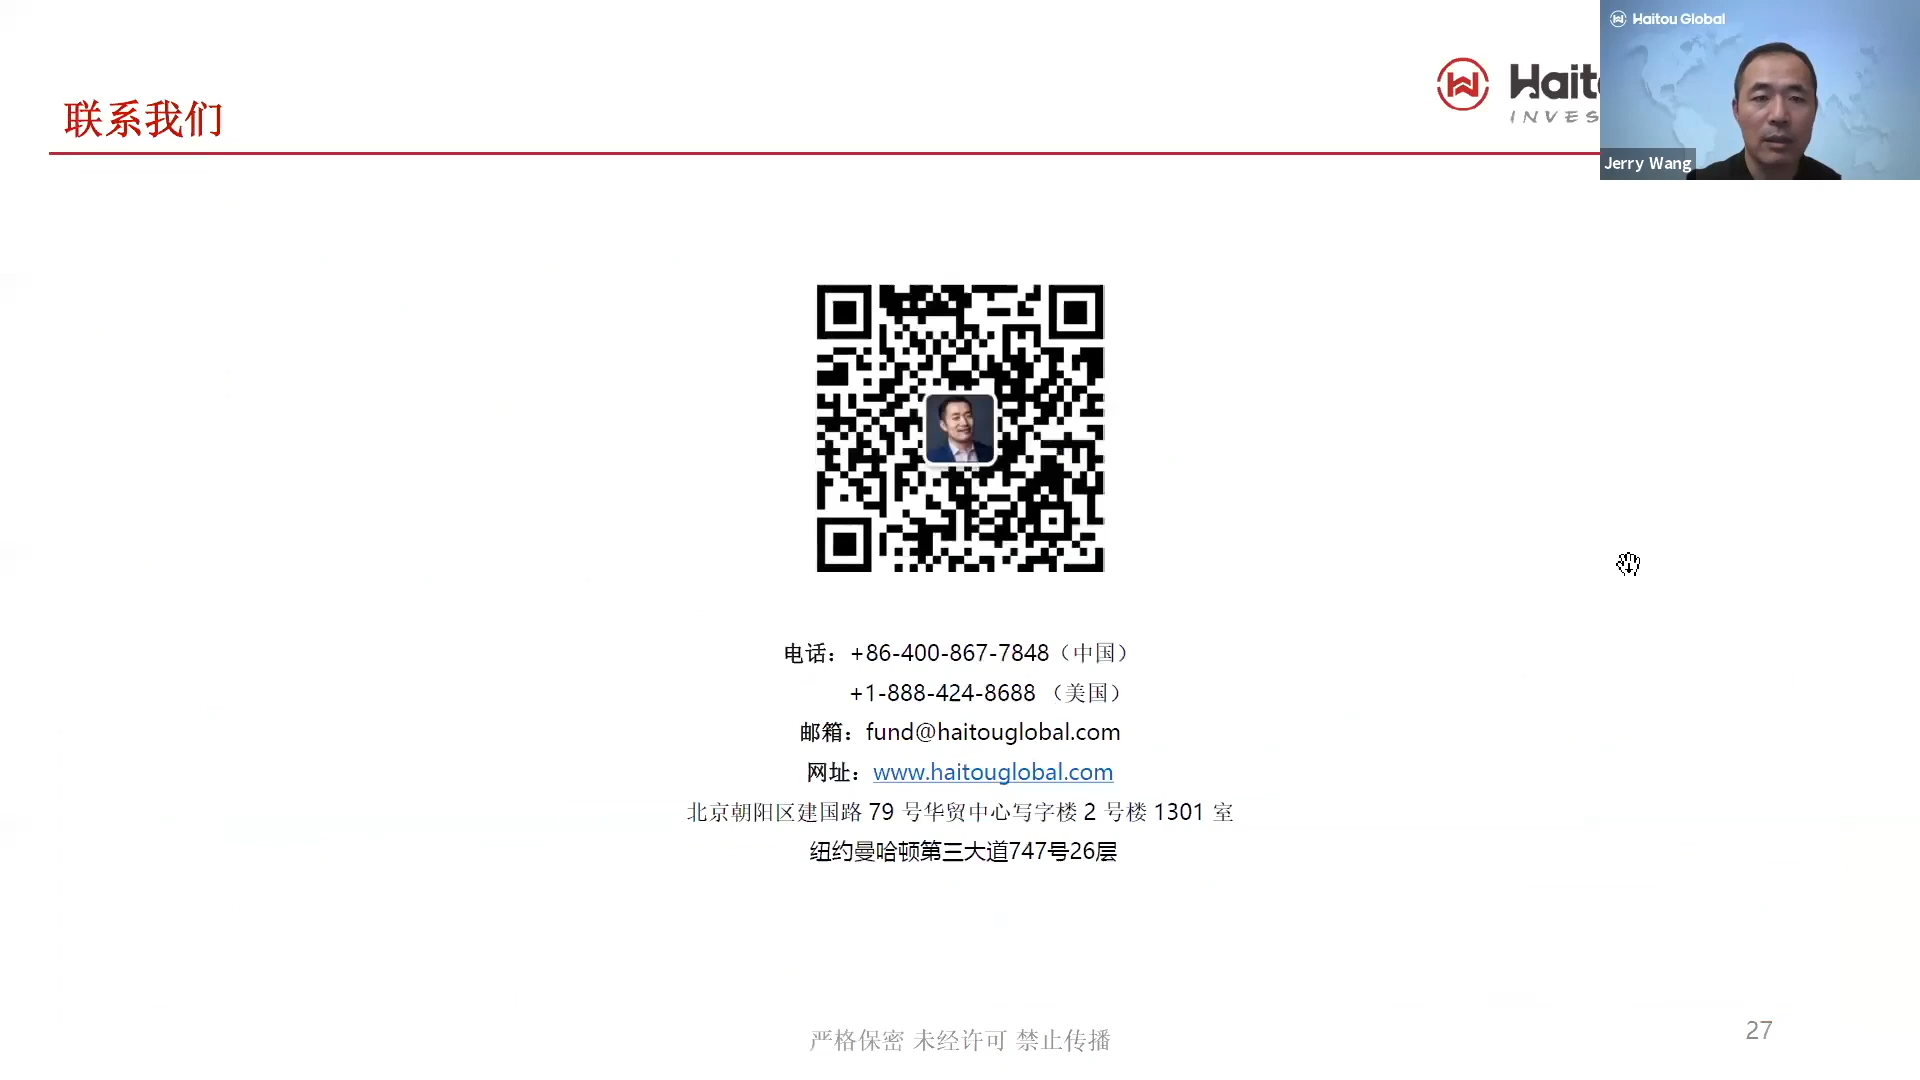 Haitou Global
联系我们
Jerry Wang
电话：+86-400-867-7848（中国）
+1-888-424-8688 （美国）
邮箱：fund@haitouglobal.com
网址：www.haitouglobal.com
北京朝阳区建国路 79 号华贸中心写字楼 2 号楼 1301 室
纽约曼哈顿第三大道747号26层
严格保密 未经许可 禁止传播
27